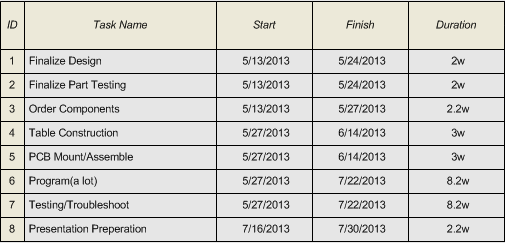 ID Task Name Start Finish Duration
1 Finalize Design 5/13/2013 5/24/2013 2w
2 Finalize Part Testing 5/13/2013 5/24/2013 2w
3 Order Components 5/13/2013 5/27/2013 2.2w
4 Table Construction 5/27/2013 6/14/2013 3w
5 PCB Mount/Assemble 5/27/2013 6/14/2013 3w
6 Program(a lot) 5/27/2013 7/22/2013 8.2w
7 Testing/Troubleshoot 5/27/2013 7/22/2013 8.2w
8 Presentation Preperation 7/16/2013 7/30/2013 2.2w